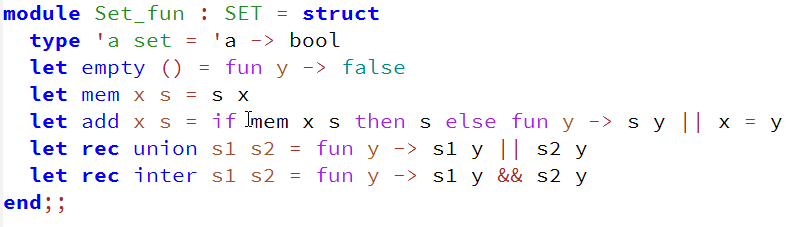 module Set_fun : SET = struct
  type 'a set = 'a -> bool
  let empty () = fun y -> false
  let mem x s = s x
  let add x s = if mem x s then s else fun y -> s y || x = y
  let rec union s1 s2 = fun y -> s1 y || s2 y
  let rec inter s1 s2 = fun y -> s1 y && s2 y
end;;